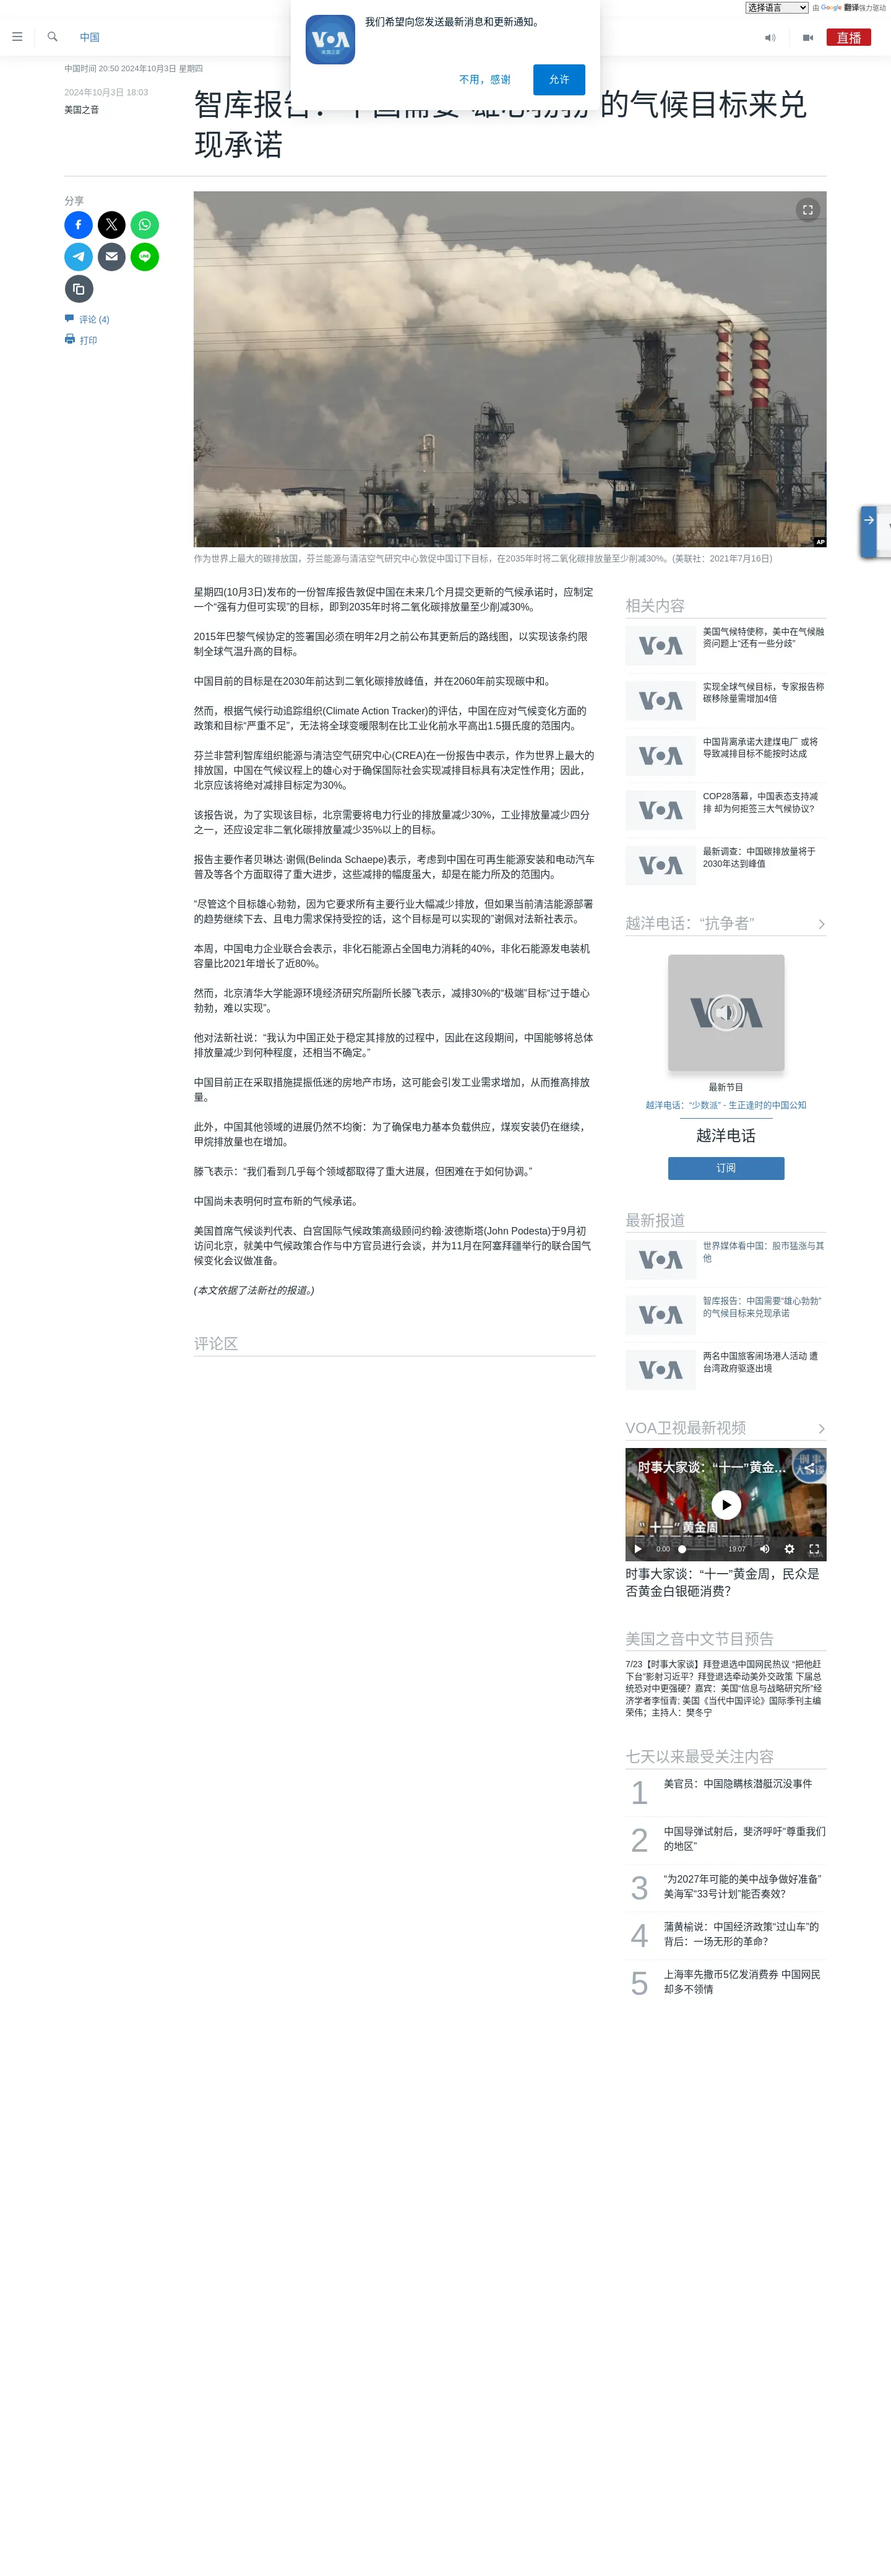 选择语言 由 Google 翻译强力驱动
我们希望向您发送最新消息和更新通知。
不用，感谢
允许
中国
直播
中国时间 20:50 2024年10月3日 星期四
2024年10月3日 18:03
美国之音
的气候目标来兑
现承诺
分享
评论 (4)
打印
AP
作为世界上最大的碳排放国，芬兰能源与清洁空气研究中心敦促中国订下目标，在2035年时将二氧化碳排放量至少削减30%。(美联社：2021年7月16日)
星期四(10月3日)发布的一份智库报告敦促中国在未来几个月提交更新的气候承诺时，应制定
一个“强有力但可实现”的目标，即到2035年时将二氧化碳排放量至少削减30%。
2015年巴黎气候协定的签署国必须在明年2月之前公布其更新后的路线图，以实现该条约限
制全球气温升高的目标。
中国目前的目标是在2030年前达到二氧化碳排放峰值，并在2060年前实现碳中和。
然而，根据气候行动追踪组织(Climate Action Tracker)的评估，中国在应对气候变化方面的
政策和目标“严重不足”，无法将全球变暖限制在比工业化前水平高出1.5摄氏度的范围内。
芬兰非营利智库组织能源与清洁空气研究中心(CREA)在一份报告中表示，作为世界上最大的
排放国，中国在气候议程上的雄心对于确保国际社会实现减排目标具有决定性作用；因此，
北京应该将绝对减排目标定为30%。
该报告说，为了实现该目标，北京需要将电力行业的排放量减少30%，工业排放量减少四分
之一，还应设定非二氧化碳排放量减少35%以上的目标。
报告主要作者贝琳达·谢佩(Belinda Schaepe)表示，考虑到中国在可再生能源安装和电动汽车
普及等各个方面取得了重大进步，这些减排的幅度虽大，却是在能力所及的范围内。
“尽管这个目标雄心勃勃，因为它要求所有主要行业大幅减少排放，但如果当前清洁能源部署
的趋势继续下去、且电力需求保持受控的话，这个目标是可以实现的”谢佩对法新社表示。
本周，中国电力企业联合会表示，非化石能源占全国电力消耗的40%，非化石能源发电装机
容量比2021年增长了近80%。
然而，北京清华大学能源环境经济研究所副所长滕飞表示，减排30%的“极端”目标“过于雄心
勃勃，难以实现”。
他对法新社说：“我认为中国正处于稳定其排放的过程中，因此在这段期间，中国能够将总体
排放量减少到何种程度，还相当不确定。”
中国目前正在采取措施提振低迷的房地产市场，这可能会引发工业需求增加，从而推高排放
量。
此外，中国其他领域的进展仍然不均衡：为了确保电力基本负载供应，煤炭安装仍在继续，
甲烷排放量也在增加。
滕飞表示：“我们看到几乎每个领域都取得了重大进展，但困难在于如何协调。”
中国尚未表明何时宣布新的气候承诺。
美国首席气候谈判代表、白宫国际气候政策高级顾问约翰·波德斯塔(John Podesta)于9月初
访问北京，就美中气候政策合作与中方官员进行会谈，并为11月在阿塞拜疆举行的联合国气
候变化会议做准备。
(本文依据了法新社的报道。)
评论区
相关内容
美国气候特使称，美中在气候融
资问题上“还有一些分歧”
实现全球气候目标，专家报告称
碳移除量需增加4倍
中国背离承诺大建煤电厂 或将
导致减排目标不能按时达成
COP28落幕，中国表态支持减
排 却为何拒签三大气候协议?
最新调查：中国碳排放量将于
2030年达到峰值
越洋电话：“抗争者”
最新节目
越洋电话：“少数派” - 生正逢时的中国公知
越洋电话
订阅
最新报道
世界媒体看中国：股市猛涨与其
他
智库报告：中国需要“雄心勃勃”
的气候目标来兑现承诺
两名中国旅客闹场港人活动 遭
台湾政府驱逐出境
VOA卫视最新视频
时事大家谈：“十一”黄金...
“十一”黄金周
0:00 19:07
时事大家谈：“十一”黄金周，民众是
否黄金白银砸消费？
美国之音中文节目预告
7/23【时事大家谈】拜登退选中国网民热议 “把他赶
下台”影射习近平？拜登退选牵动美外交政策 下届总
统恐对中更强硬？嘉宾：美国“信息与战略研究所”经
济学者李恒青; 美国《当代中国评论》国际季刊主编
荣伟；主持人：樊冬宁
七天以来最受关注内容
1 美官员：中国隐瞒核潜艇沉没事件
2 中国导弹试射后，斐济呼吁“尊重我们
的地区”
3 “为2027年可能的美中战争做好准备”
美海军“33号计划”能否奏效？
4 蒲黄榆说：中国经济政策“过山车”的
背后：一场无形的革命？
5 上海率先撒币5亿发消费券 中国网民
却多不领情